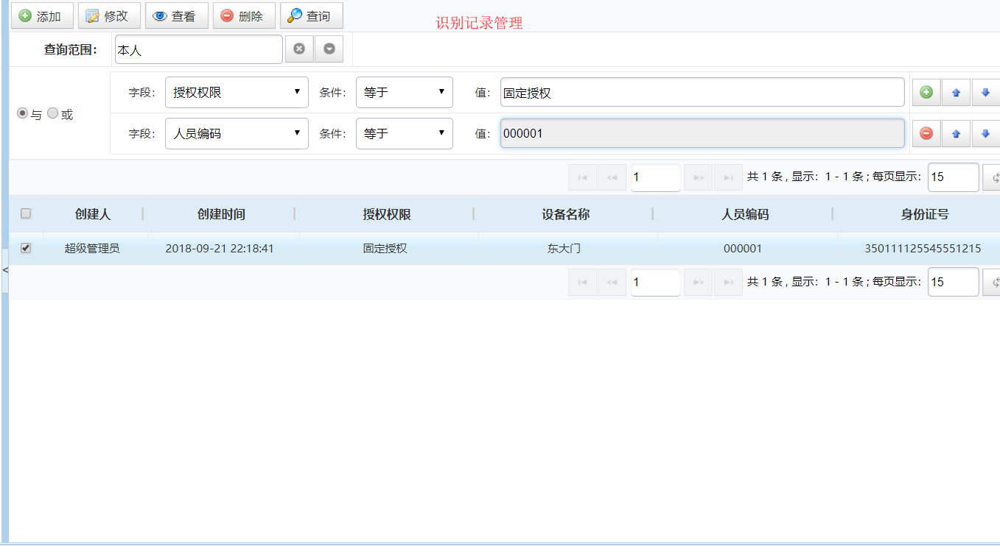 添加 修改 查看 删除 查询
识别记录管理
查询范围： 本人
字段： 授权权限 条件： 等于 值： 固定授权
与 或
字段： 人员编码 条件： 等于 值： 000001
1 共 1 条 , 显示： 1 - 1 条 ; 每页显示： 15
创建人 创建时间 授权权限 设备名称 人员编码 身份证号
超级管理员 2018-09-21 22:18:41 固定授权 东大门 000001 350111125545551215
<
1 共 1 条 , 显示： 1 - 1 条 ; 每页显示： 15